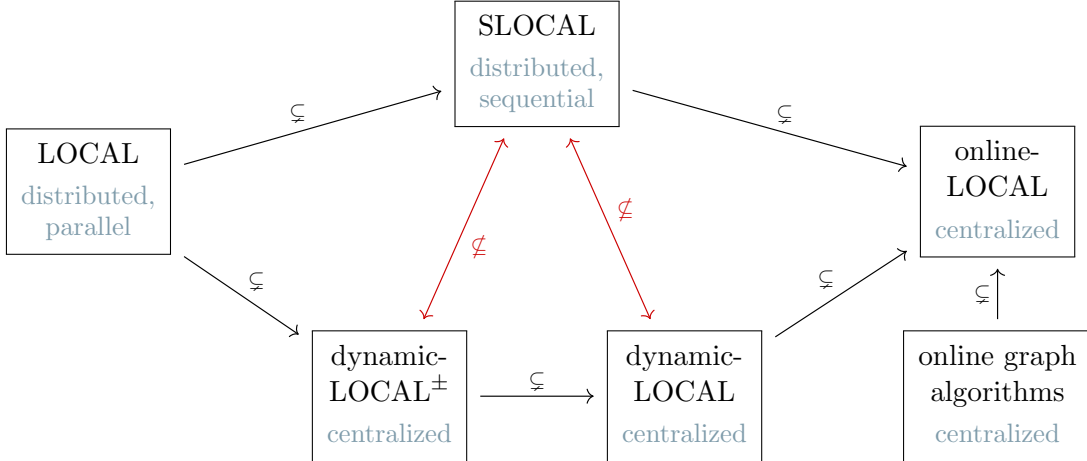 SLOCAL
distributed,
sequential
⊊
⊊
LOCAL
distributed,
parallel
online-
LOCAL
centralized
⊈
⊈
⊊
⊊
⊊
dynamic-
LOCAL±
centralized
⊊
dynamic-
LOCAL
centralized
online graph
algorithms
centralized